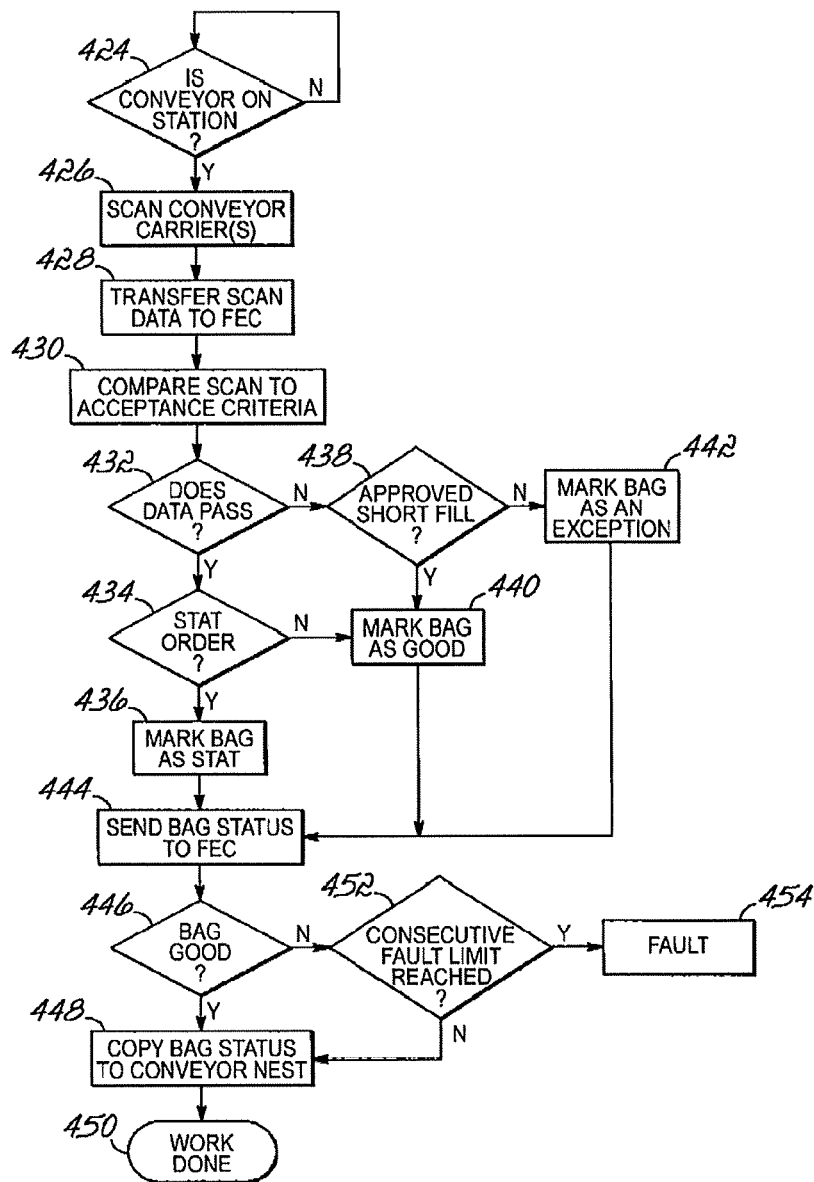 424
IS
CONVEYOR ON
STATION
?
N
Y
426
SCAN CONVEYOR
CARRIER(S)
428
TRANSFER SCAN
DATA TO FEC
430
COMPARE SCAN TO
ACCEPTANCE CRITERIA
432
DOES
DATA PASS
?
N
Y
438
APPROVED
SHORT FILL
?
N
Y
442
MARK BAG
AS AN
EXCEPTION
434
STAT
ORDER
?
N
Y
440
MARK BAG
AS GOOD
436
MARK BAG
AS STAT
444
SEND BAG STATUS
TO FEC
446
BAG
GOOD
?
N
Y
452
CONSECUTIVE
FAULT LIMIT
REACHED
?
Y
N
454
FAULT
448
COPY BAG STATUS
TO CONVEYOR NEST
450
WORK
DONE